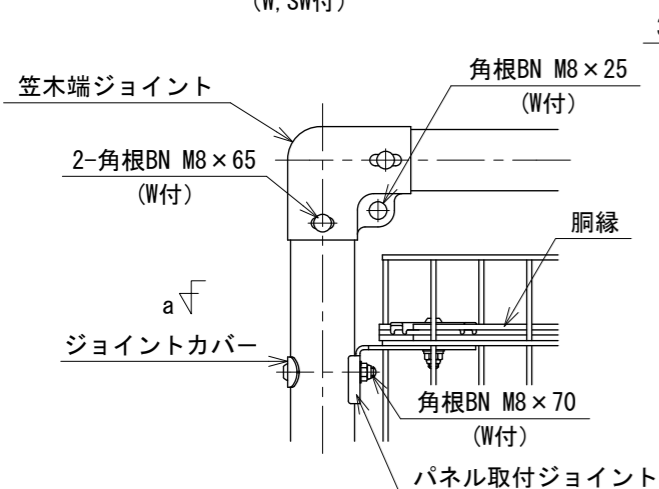 (W,SW付)
角根BN M8×25
(W付)
笠木端ジョイント
2-角根BN M8×65
(W付)
胴縁
a
ジョイントカバー
角根BN M8×70
(W付)
パネル取付ジョイント